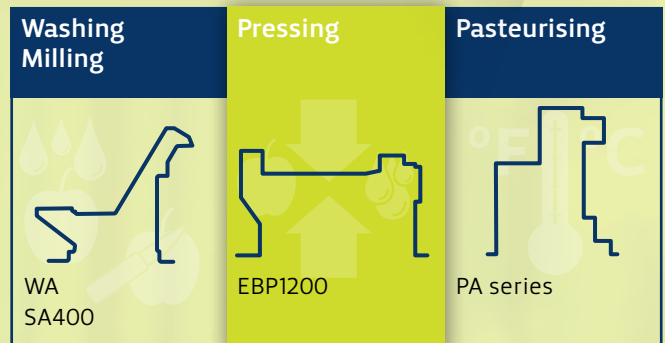 Washing
Milling
Pressing
Pasteurising
°F °C
WA
SA400
EBP1200
PA series